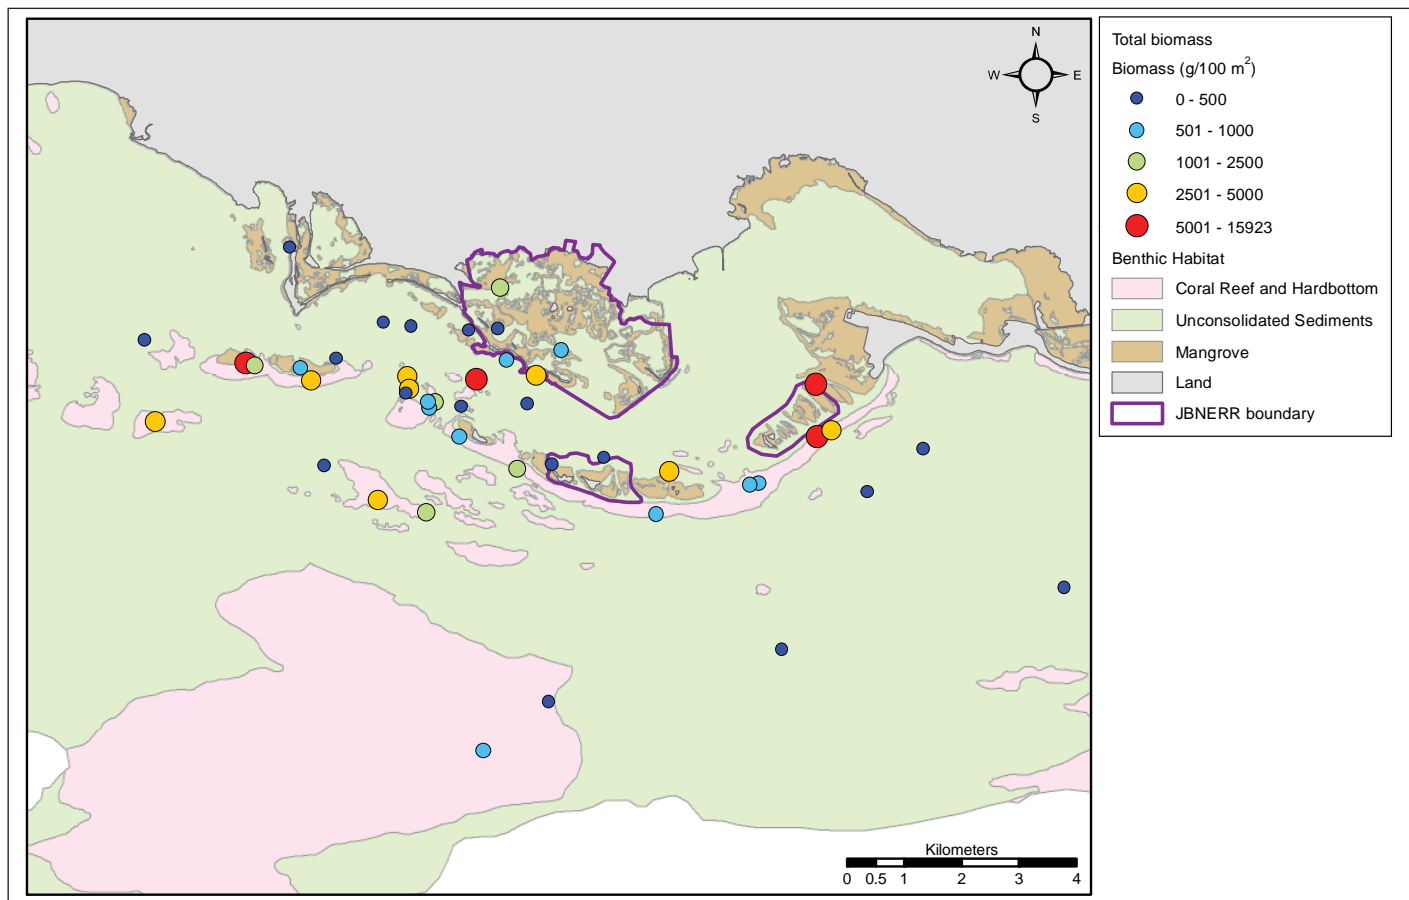 N
W E
S
Kilometers
0 0.5 1 2 3 4
Total biomass
Biomass (g/100 m²)
0 - 500
501 - 1000
1001 - 2500
2501 - 5000
5001 - 15923
Benthic Habitat
Coral Reef and Hardbottom
Unconsolidated Sediments
Mangrove
Land
JBNERR boundary